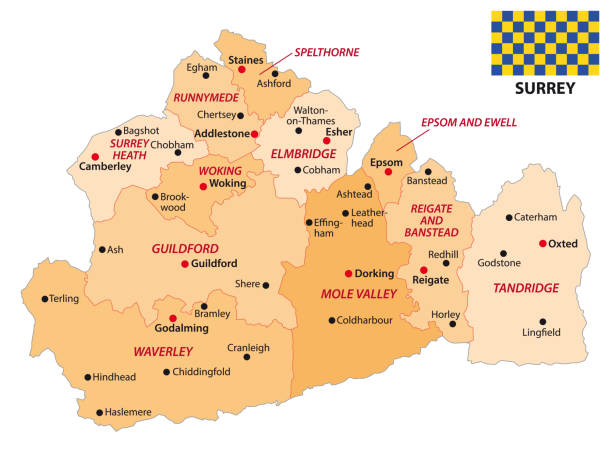 SURREY
SPELTHORNE
Staines
Egham
Ashford
RUNNYMEDE
Chertsey
Walton-
on-Thames
EPSOM AND EWELL
Addlestone
Esher
Bagshot
SURREY
HEATH
Chobham
ELMBRIDGE
Camberley
Cobham
Epsom
Banstead
WOKING
Woking
Brook-
wood
Ashtead
Leather-
head
Effing-
ham
REIGATE
AND
BANSTEAD
Caterham
Ash
GUILDFORD
Guildford
Redhill
Godstone
Oxted
Dorking
Reigate
Shere
MOLE VALLEY
TANDRIDGE
Terling
Bramley
Godalming
Coldharbour
Horley
Lingfield
WAVERLEY
Cranleigh
Chiddingfold
Hindhead
Haslemere